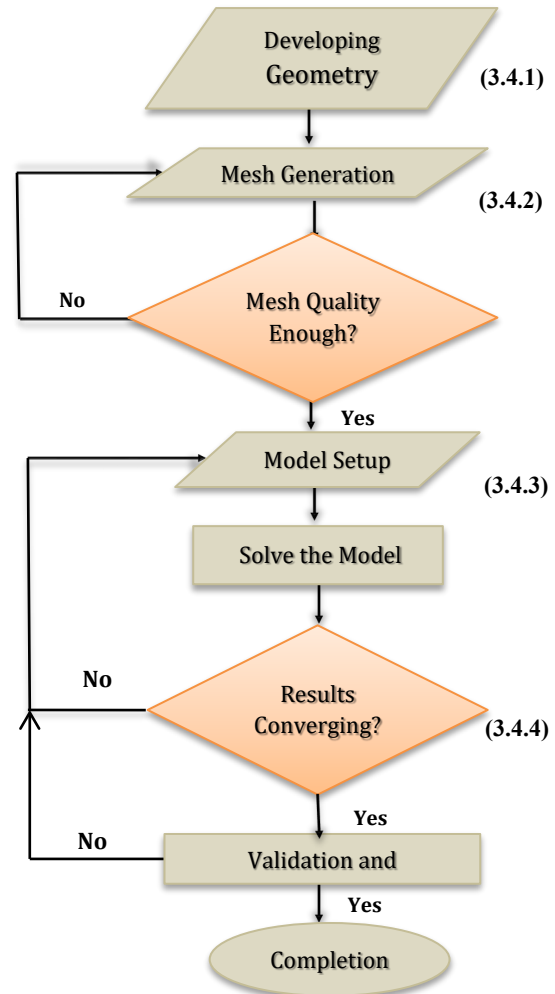 Developing
Geometry
(3.4.1)
Mesh Generation
(3.4.2)
No
Mesh Quality
Enough?
Yes
Model Setup
(3.4.3)
Solve the Model
No
Results
Converging?
(3.4.4)
Yes
No
Validation and
Yes
Completion